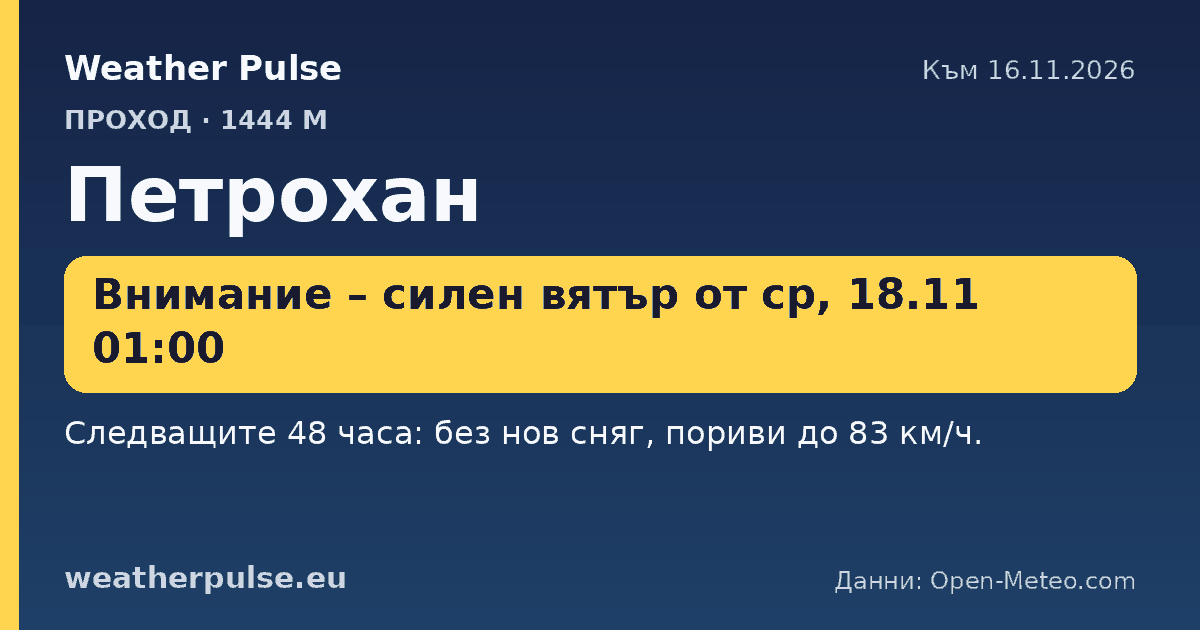 Weather Pulse
Към 16.11.2026
ПРОХОД · 1444 М
Петрохан
Внимание – силен вятър от ср, 18.11
01:00
Следващите 48 часа: без нов сняг, пориви до 83 км/ч.
weatherpulse.eu
Данни: Open-Meteo.com